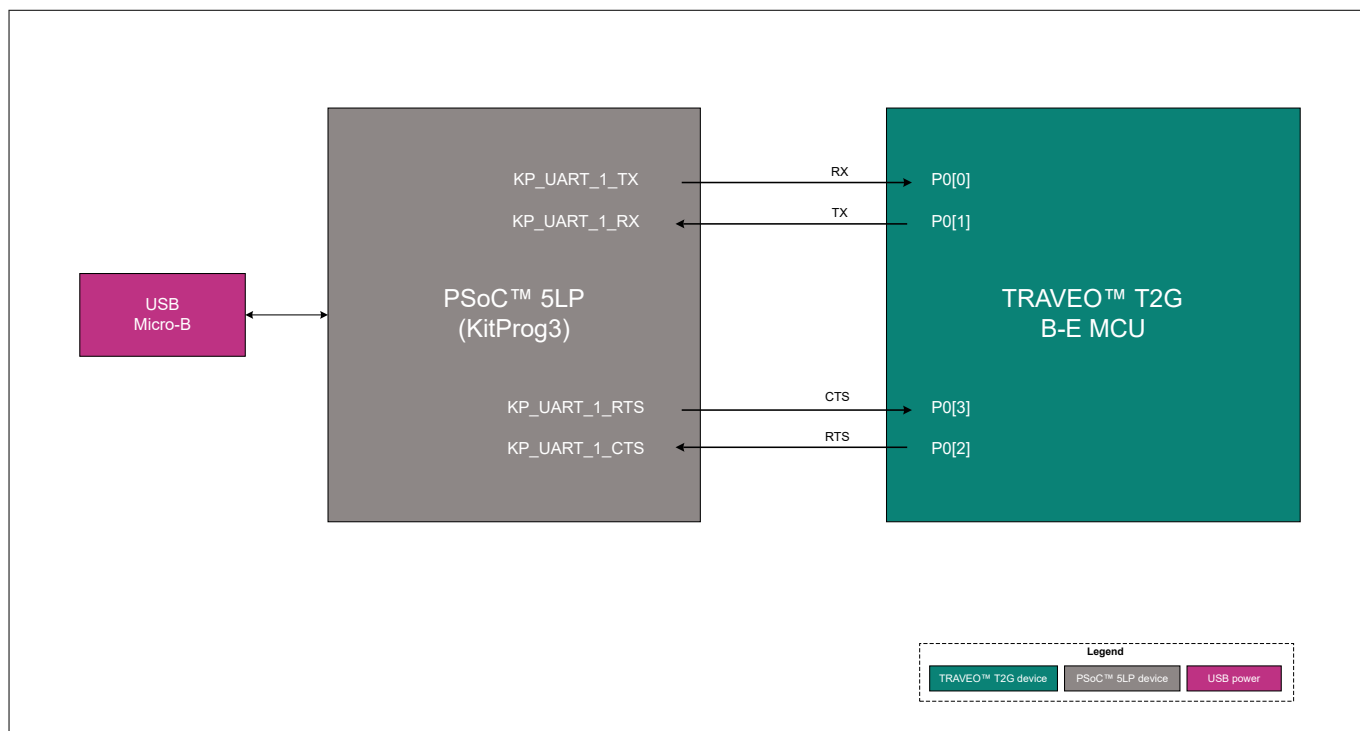 KP_UART_1_TX
RX
P0[0]
KP_UART_1_RX
TX
P0[1]
USB
Micro-B
PSoC™ 5LP
(KitProg3)
TRAVEO™ T2G
B-E MCU
KP_UART_1_RTS
CTS
P0[3]
KP_UART_1_CTS
RTS
P0[2]
Legend
TRAVEO™ T2G device
PSoC™ 5LP device
USB power